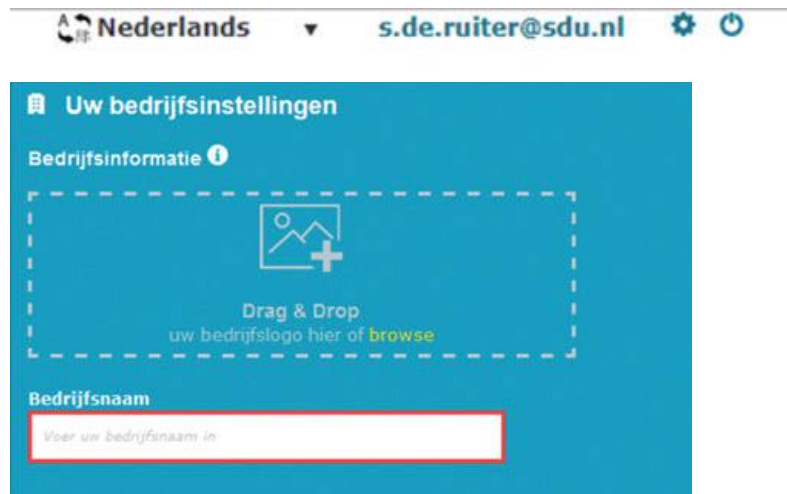 Nederlands ▼ s.de.ruiter@sdu.nl
Uw bedrijfsinstellingen
Bedrijfsinformatie
Drag & Drop
uw bedrijfslogo hier of browse
Bedrijfsnaam
Voer uw bedrijfsnaam in